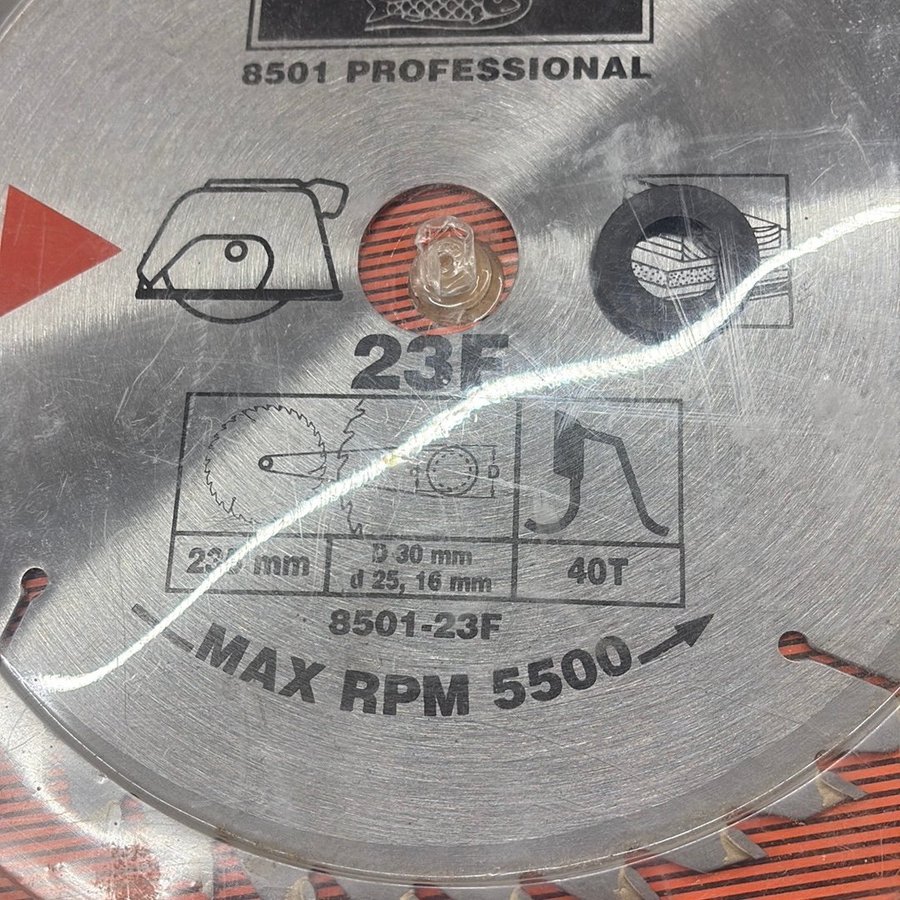 8501 PROFESSIONAL
23F
D
D 30 mm
mm
d 25, 16 mm
40T
8501-23F
MAX RPM 5500